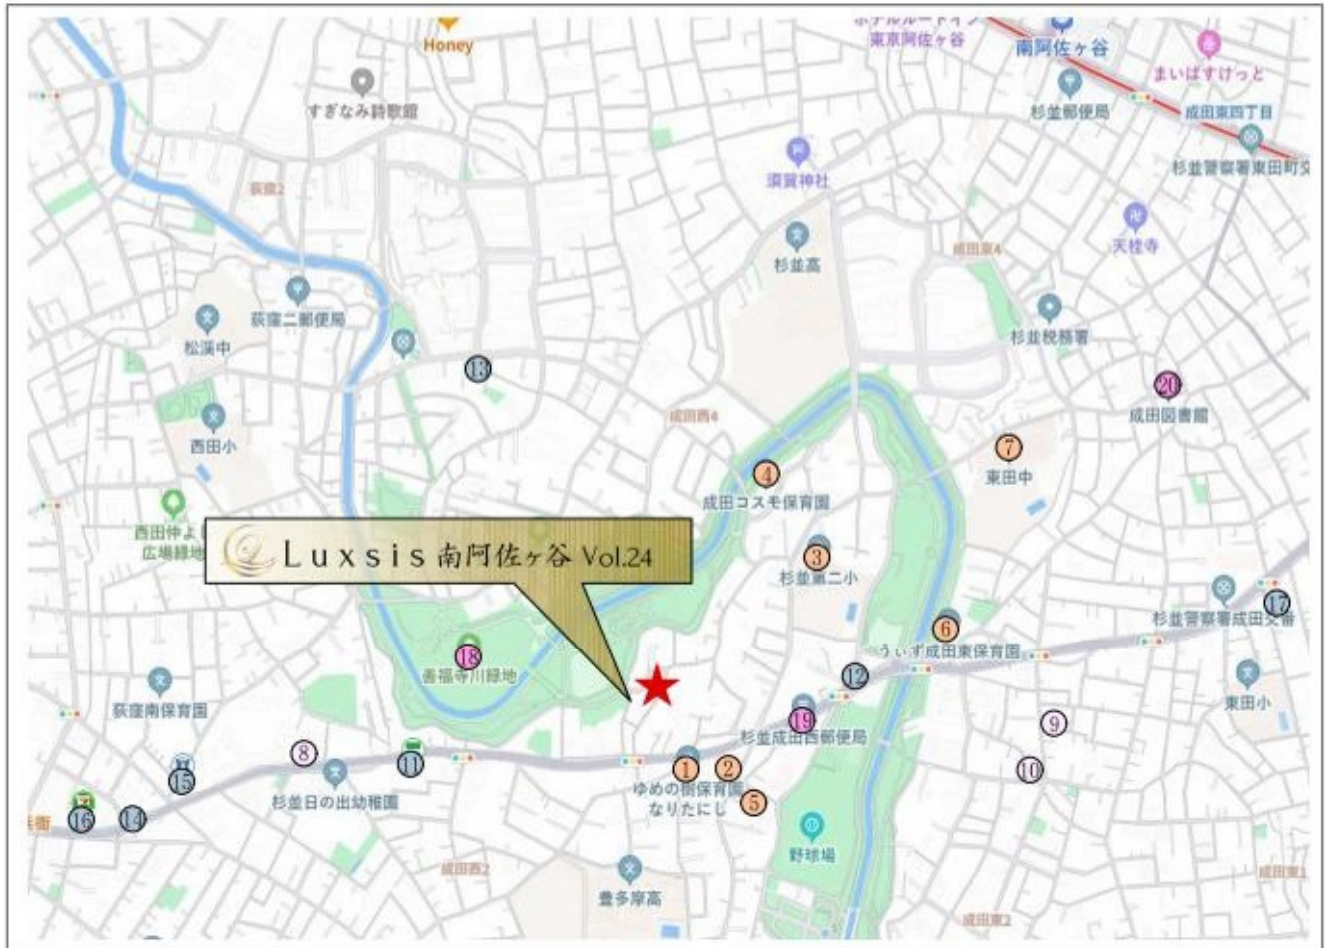 ホテルルートイン
東京阿佐ヶ谷
南阿佐ヶ谷
Honey
まいばすけっと
すぎなみ詩歌館
杉並郵便局
成田東四丁目
杉並警察署東田町交
須賀神社
荻窪2
天桂寺
成田東4
杉並高
荻窪二郵便局
杉並税務署
松渓中
⑬
⑳
成田図書館
成田西4
西田小
⑦
東田中
④
成田コスモ保育園
西田仲よし
広場緑地
Luxsis 南阿佐ヶ谷 Vol.24
③
杉並第二小
⑰
杉並警察署成田交番
⑥
うぃず成田東保育園
⑱
善福寺川緑地
⑫
東田小
荻窪南保育園
⑲
杉並成田西郵便局
⑨
⑧
⑪
①
②
⑩
⑮
ゆめの樹保育園
なりたにし
杉並日の出幼稚園
⑤
⑯
⑭
兵衛
野球場
成田西2
豊多摩高
成田東1
成田東2